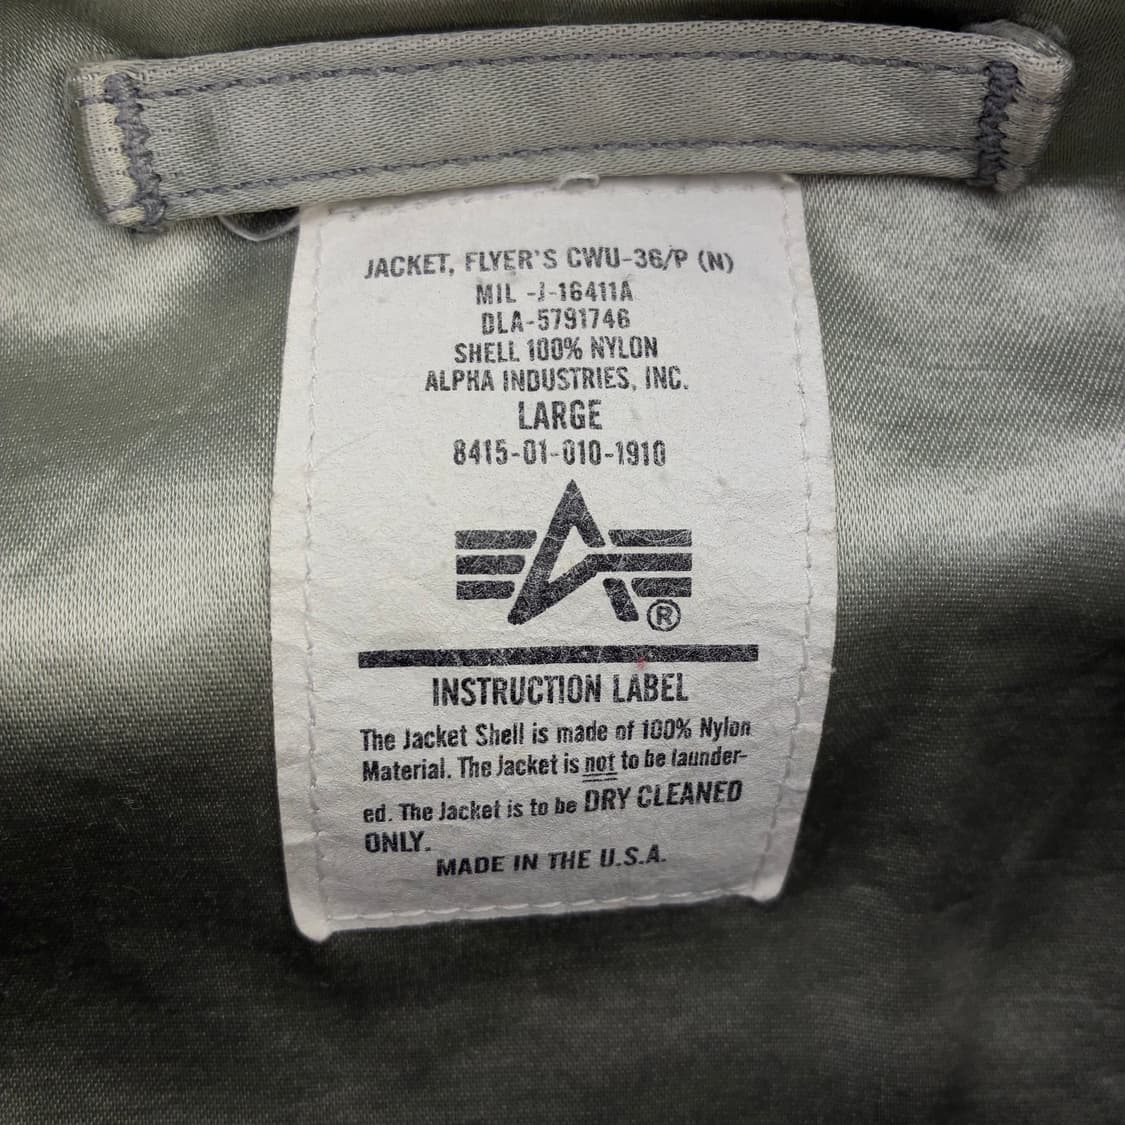 JACKET, FLYER'S CWU-36/P (N)
MIL -J-16411A
DLA-5791746
SHELL 100% NYLON
ALPHA INDUSTRIES, INC.
LARGE
8415-01-010-1910
®
INSTRUCTION LABEL
The Jacket Shell is made of 100% Nylon
Material. The Jacket is not to be launder-
ed. The Jacket is to be DRY CLEANED
ONLY.
MADE IN THE U.S.A.